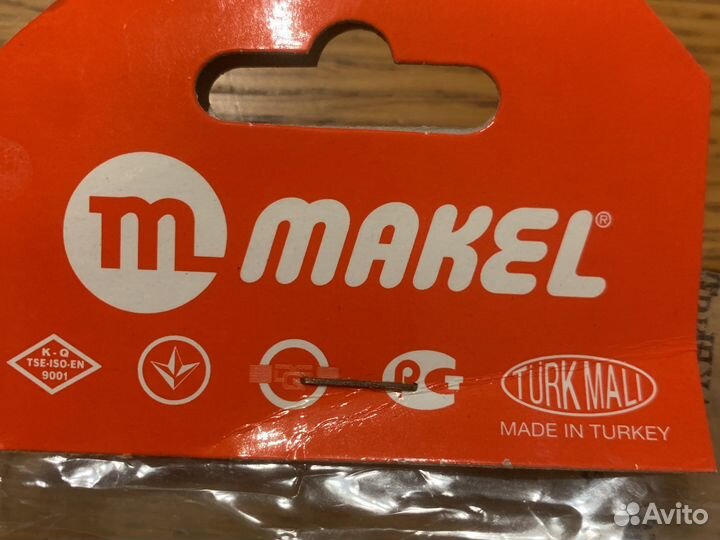 m MAKEL®
K - Q
TSE-ISO-EN
9001
PC T
TÜRK MALI
MADE IN TURKEY
Avito